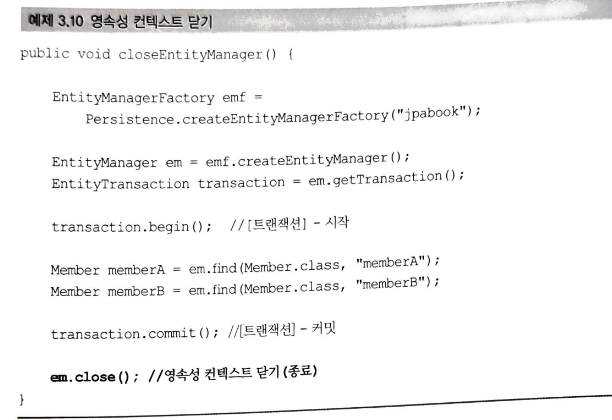 예제 3.10 영속성 컨텍스트 닫기
public void closeEntityManager() {
EntityManagerFactory emf =
Persistence.createEntityManagerFactory("jpabook");
EntityManager em = emf.createEntityManager();
EntityTransaction transaction = em.getTransaction();
transaction.begin(); //[트랜잭션] - 시작
Member memberA = em.find(Member.class, "memberA");
Member memberB = em.find(Member.class, "memberB");
transaction.commit(); //[트랜잭션] - 커밋
em.close(); //영속성 컨텍스트 닫기(종료)
}